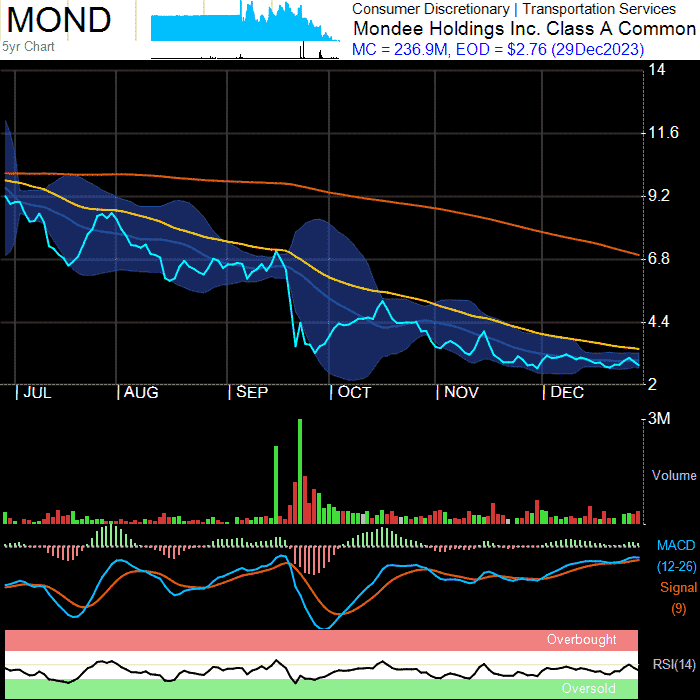 MOND
5yr Chart
Consumer Discretionary | Transportation Services
Mondee Holdings Inc. Class A Common
MC = 236.9M, EOD = $2.76 (29Dec2023)
14
11.6
9.2
6.8
4.4
2
JUL AUG SEP OCT NOV DEC
3M
Volume
MACD
(12-26)
Signal
(9)
Overbought
RSI(14)
Oversold